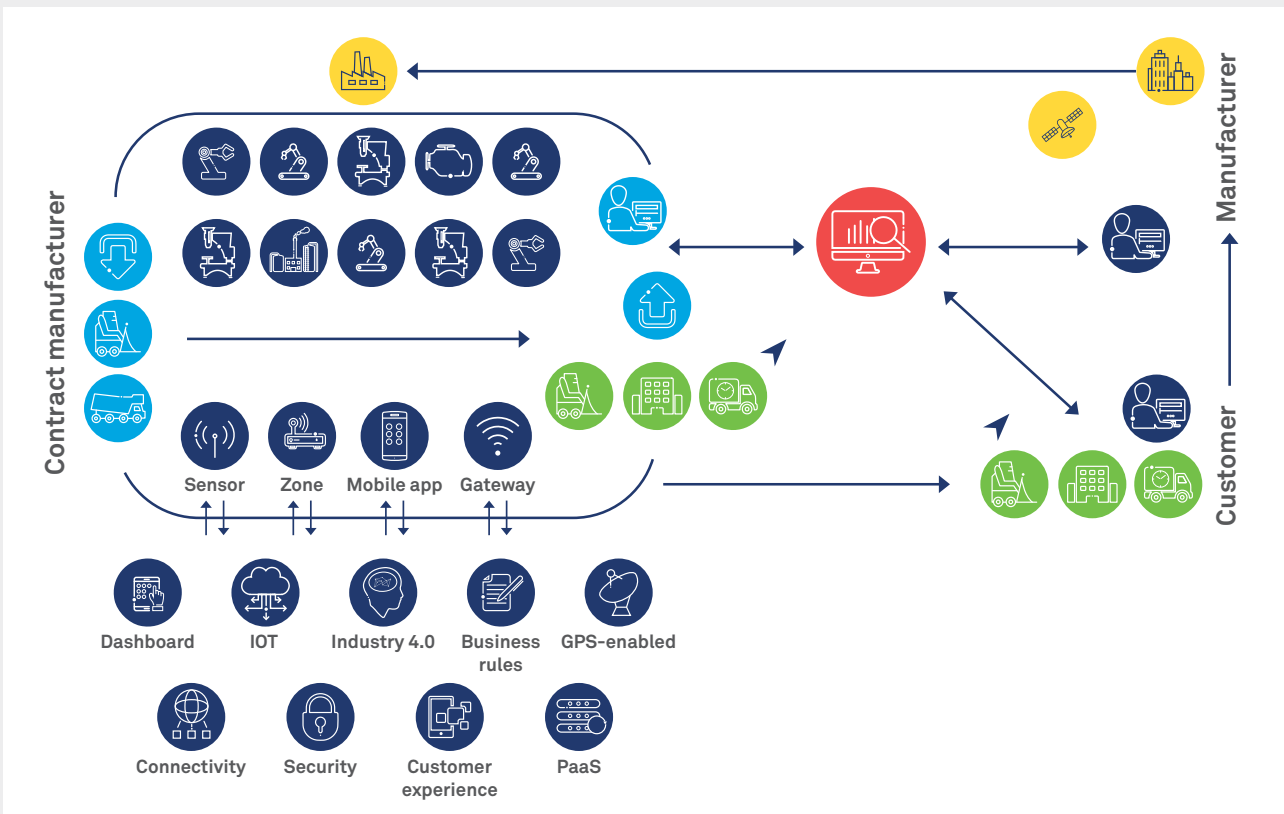 Manufacturer
Contract manufacturer
Customer
Sensor
Zone
Mobile app
Gateway
Dashboard
IOT
Industry 4.0
Business
rules
GPS-enabled
Connectivity
Security
Customer
experience
PaaS